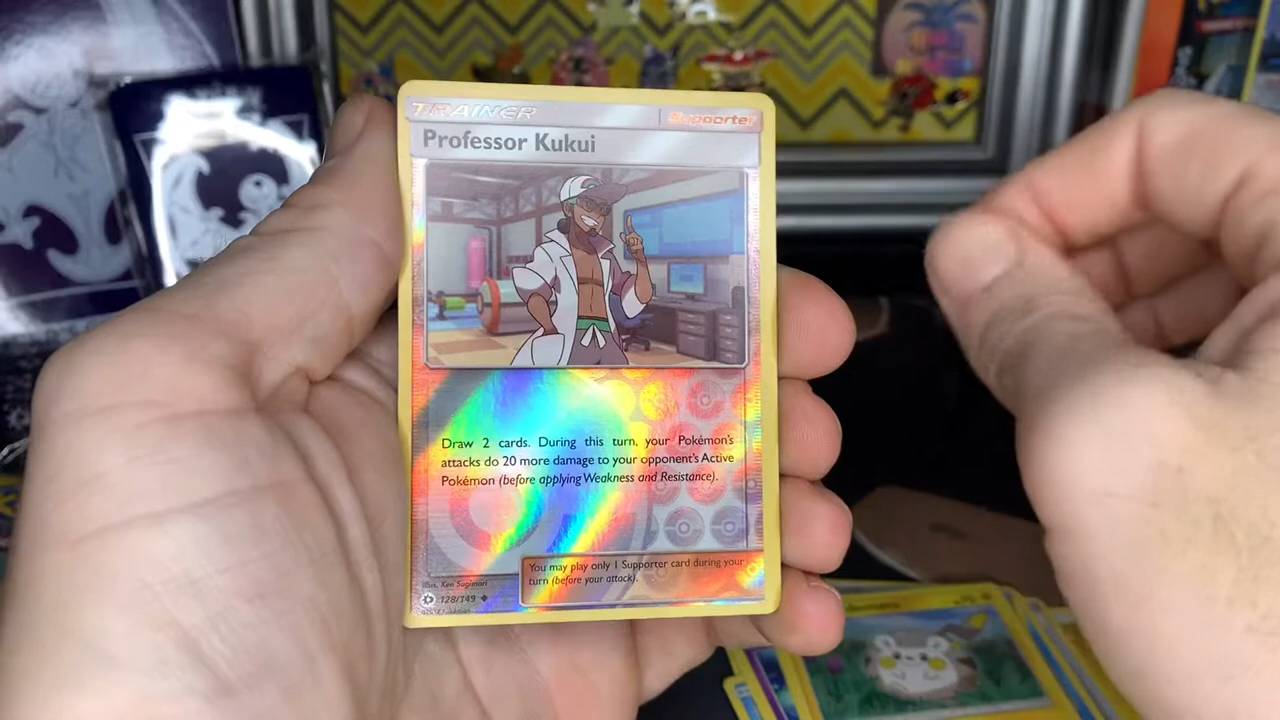 TRAINER Supporter
Professor Kukui
Draw 2 cards. During this turn, your Pokémon's
attacks do 20 more damage to your opponent's Active
Pokémon (before applying Weakness and Resistance).
You may play only 1 Supporter card during your
turn (before your attack).
Illus. Ken Sugimori
128/149